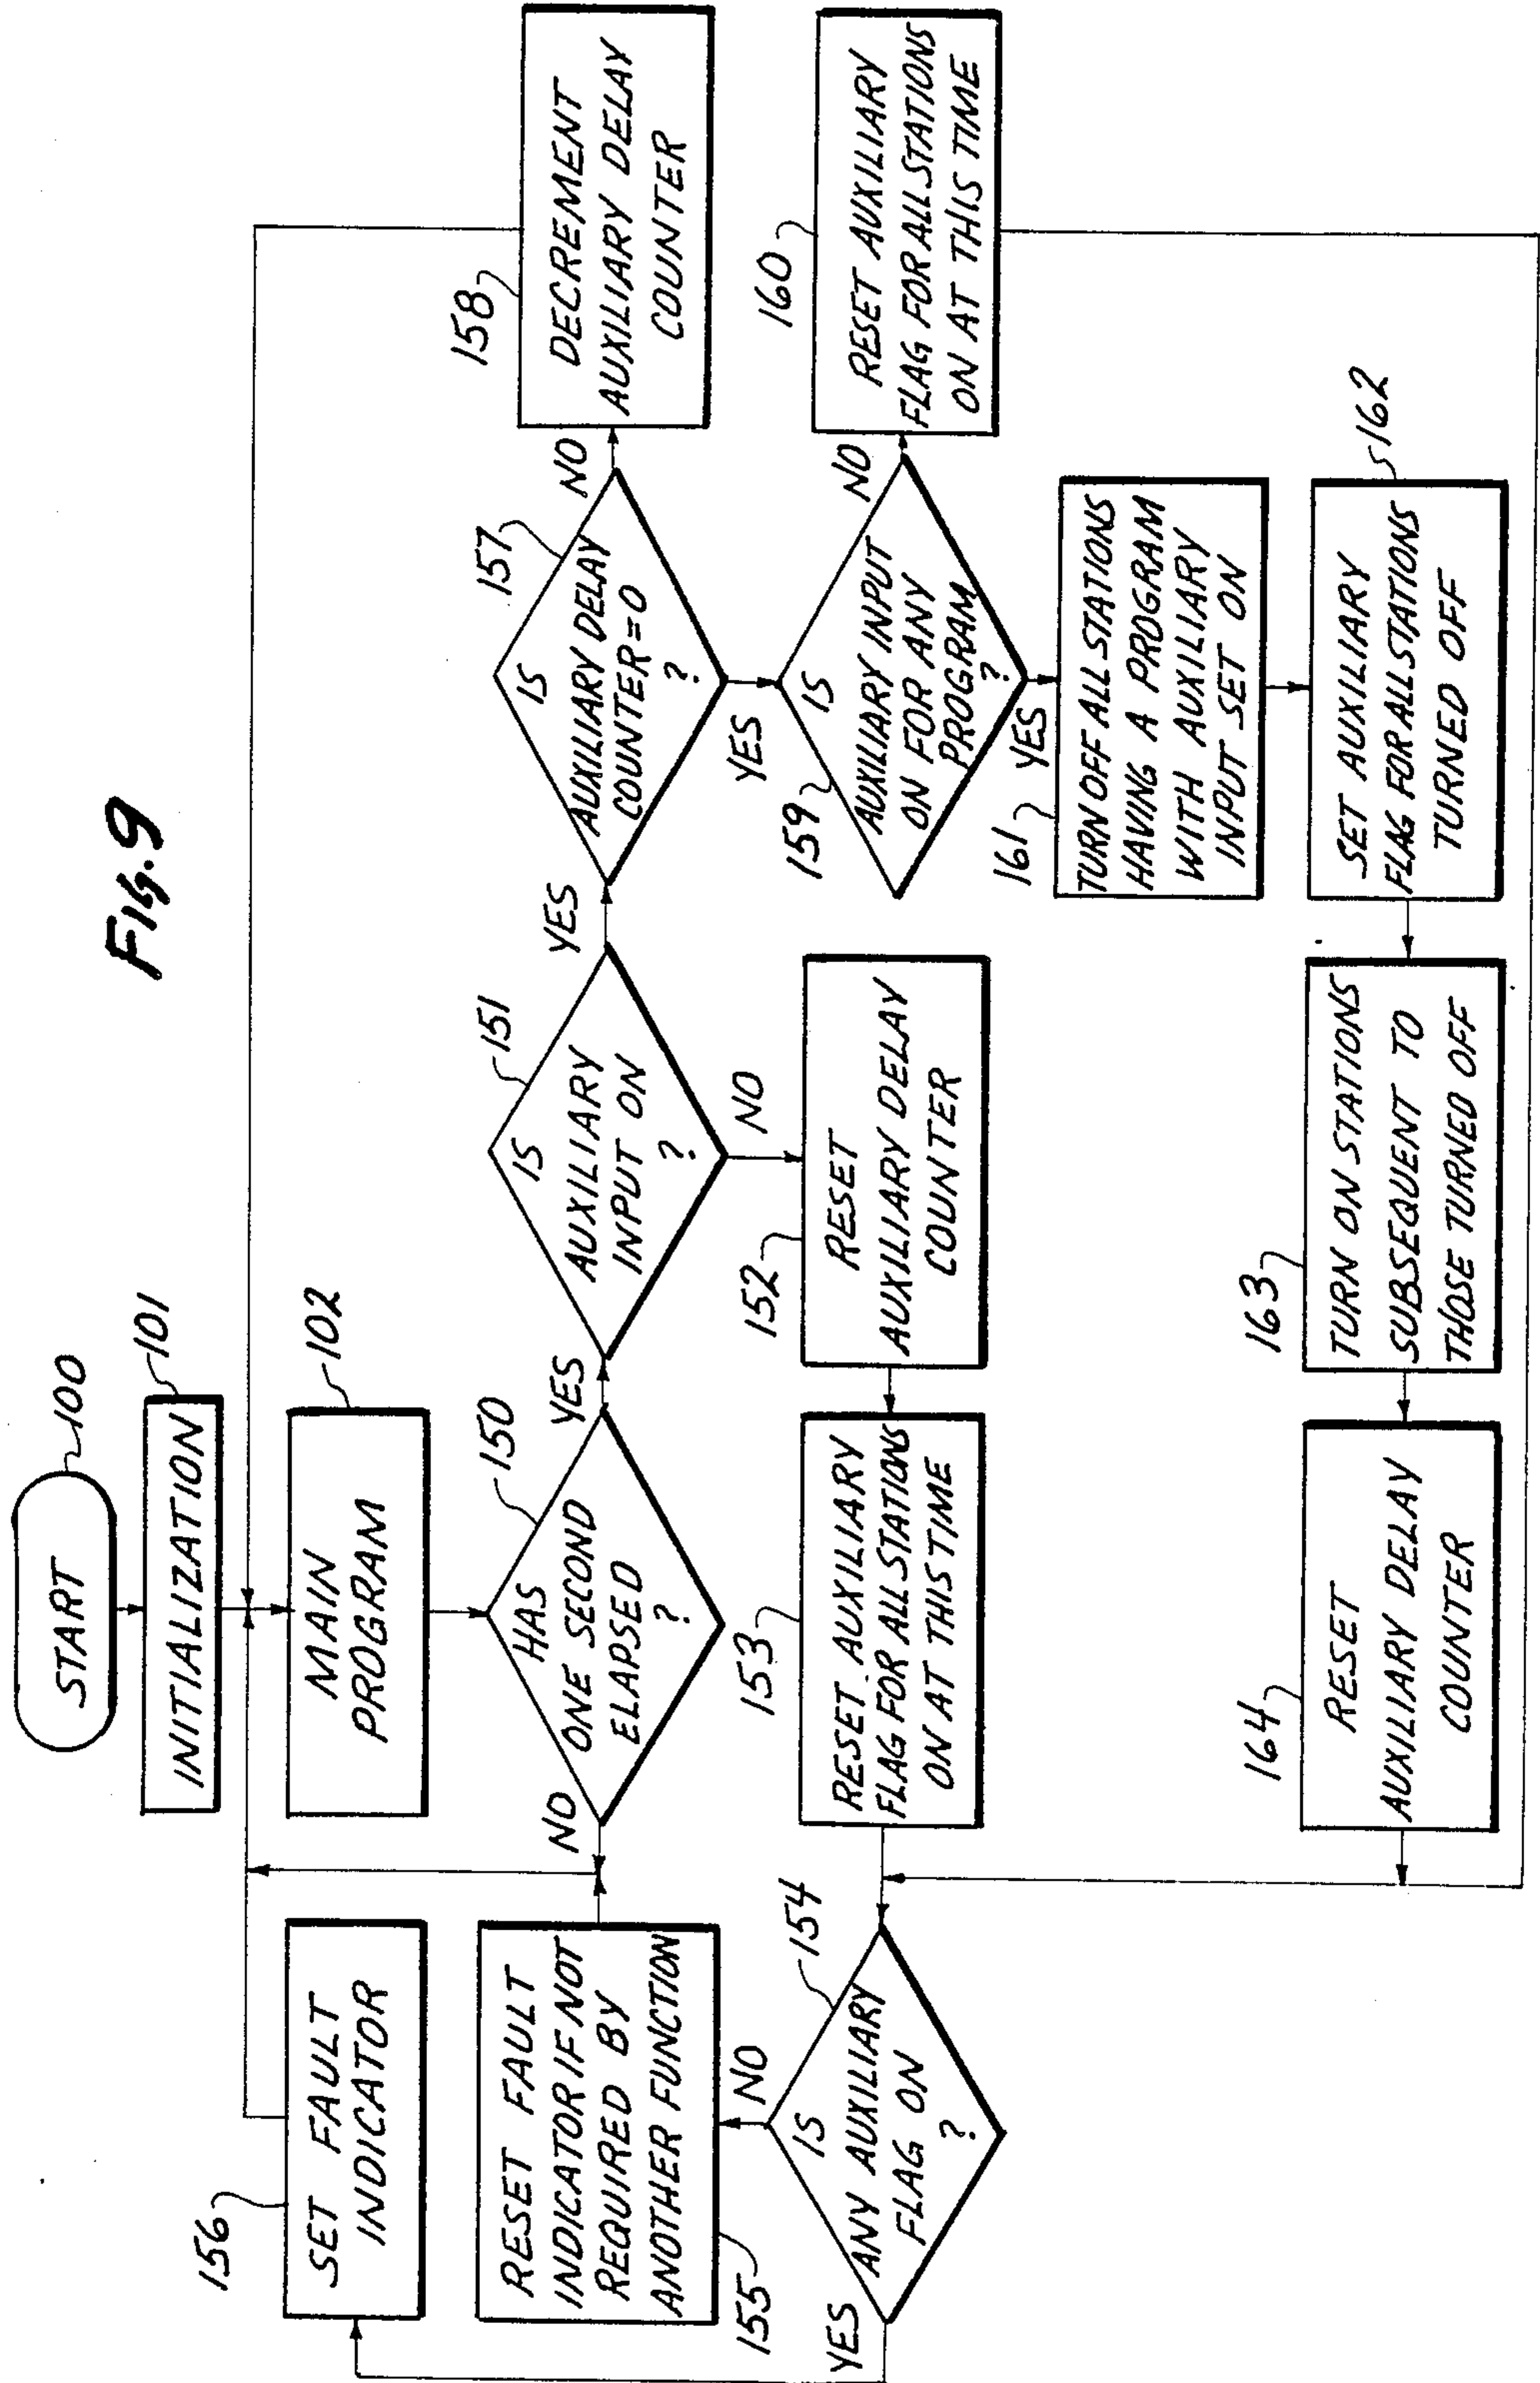 Fig. 9
START
100
INITIALIZATION
101
MAIN
PROGRAM
102
156
SET FAULT
INDICATOR
RESET FAULT
INDICATOR IF NOT
REQUIRED BY
ANOTHER FUNCTION
155
NO
HAS
ONE SECOND
ELAPSED
?
150
YES
IS
AUXILIARY
INPUT ON
?
151
YES
IS
AUXILIARY DELAY
COUNTER=0
?
157
NO
158
DECREMENT
AUXILIARY DELAY
COUNTER
YES
IS
ANY AUXILIARY
FLAG ON
?
154
NO
153
RESET AUXILIARY
FLAG FOR ALL STATIONS
ON AT THIS TIME
152
RESET
AUXILIARY DELAY
COUNTER
NO
YES
159
IS
AUXILIARY INPUT
ON FOR ANY
PROGRAM
?
NO
160
RESET AUXILIARY
FLAG FOR ALL STATIONS
ON AT THIS TIME
YES
161
TURN OFF ALL STATIONS
HAVING A PROGRAM
WITH AUXILIARY
INPUT SET ON
164
RESET
AUXILIARY DELAY
COUNTER
163
TURN ON STATIONS
SUBSEQUENT TO
THOSE TURNED OFF
162
SET AUXILIARY
FLAG FOR ALL STATIONS
TURNED OFF